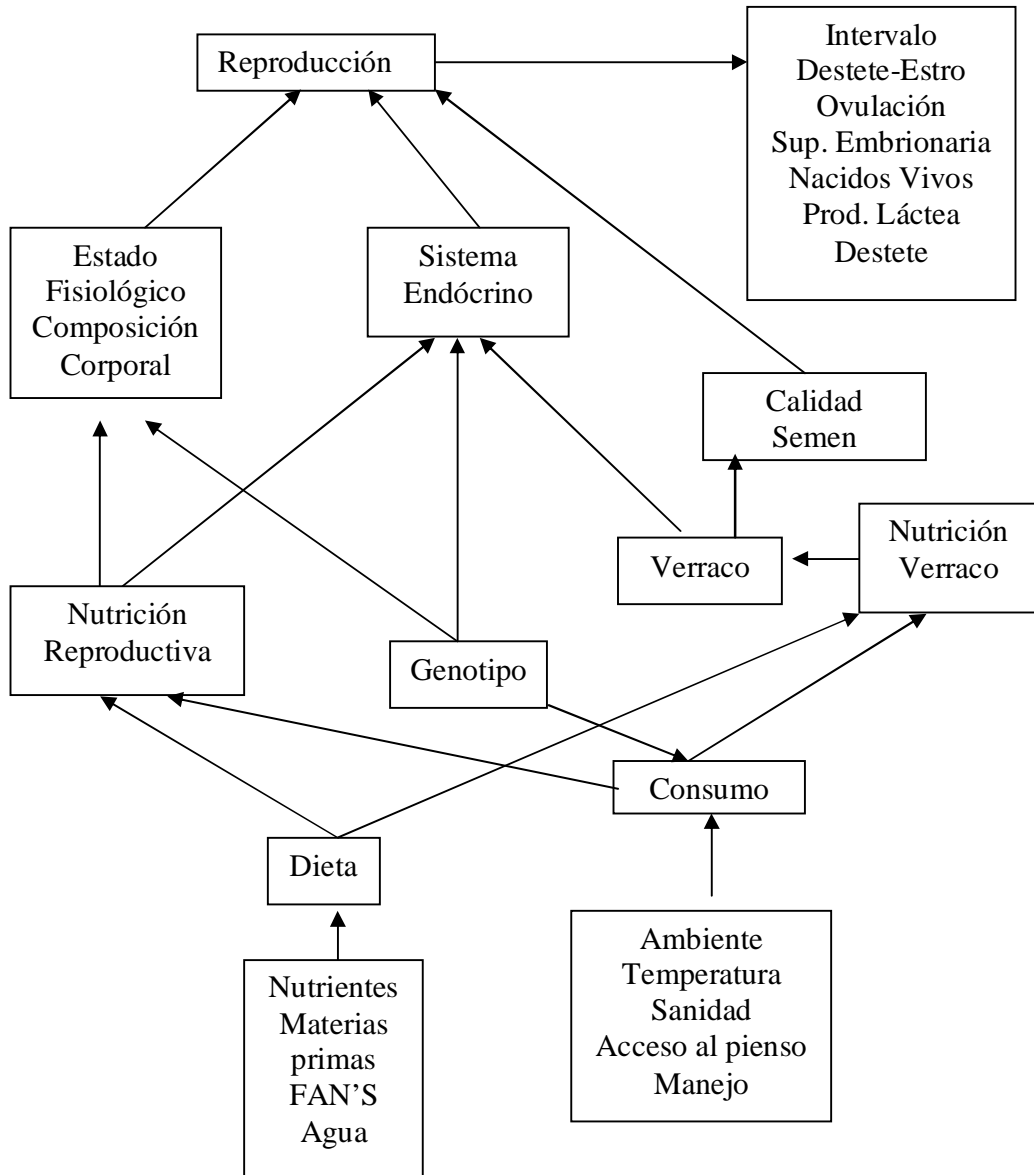 Reproducción
Intervalo
Destete-Estro
Ovulación
Sup. Embrionaria
Nacidos Vivos
Prod. Láctea
Destete
Estado
Fisiológico
Composición
Corporal
Sistema
Endócrino
Calidad
Semen
Nutrición
Reproductiva
Genotipo
Verraco
Nutrición
Verraco
Consumo
Dieta
Nutrientes
Materias
primas
FAN’S
Agua
Ambiente
Temperatura
Sanidad
Acceso al pienso
Manejo